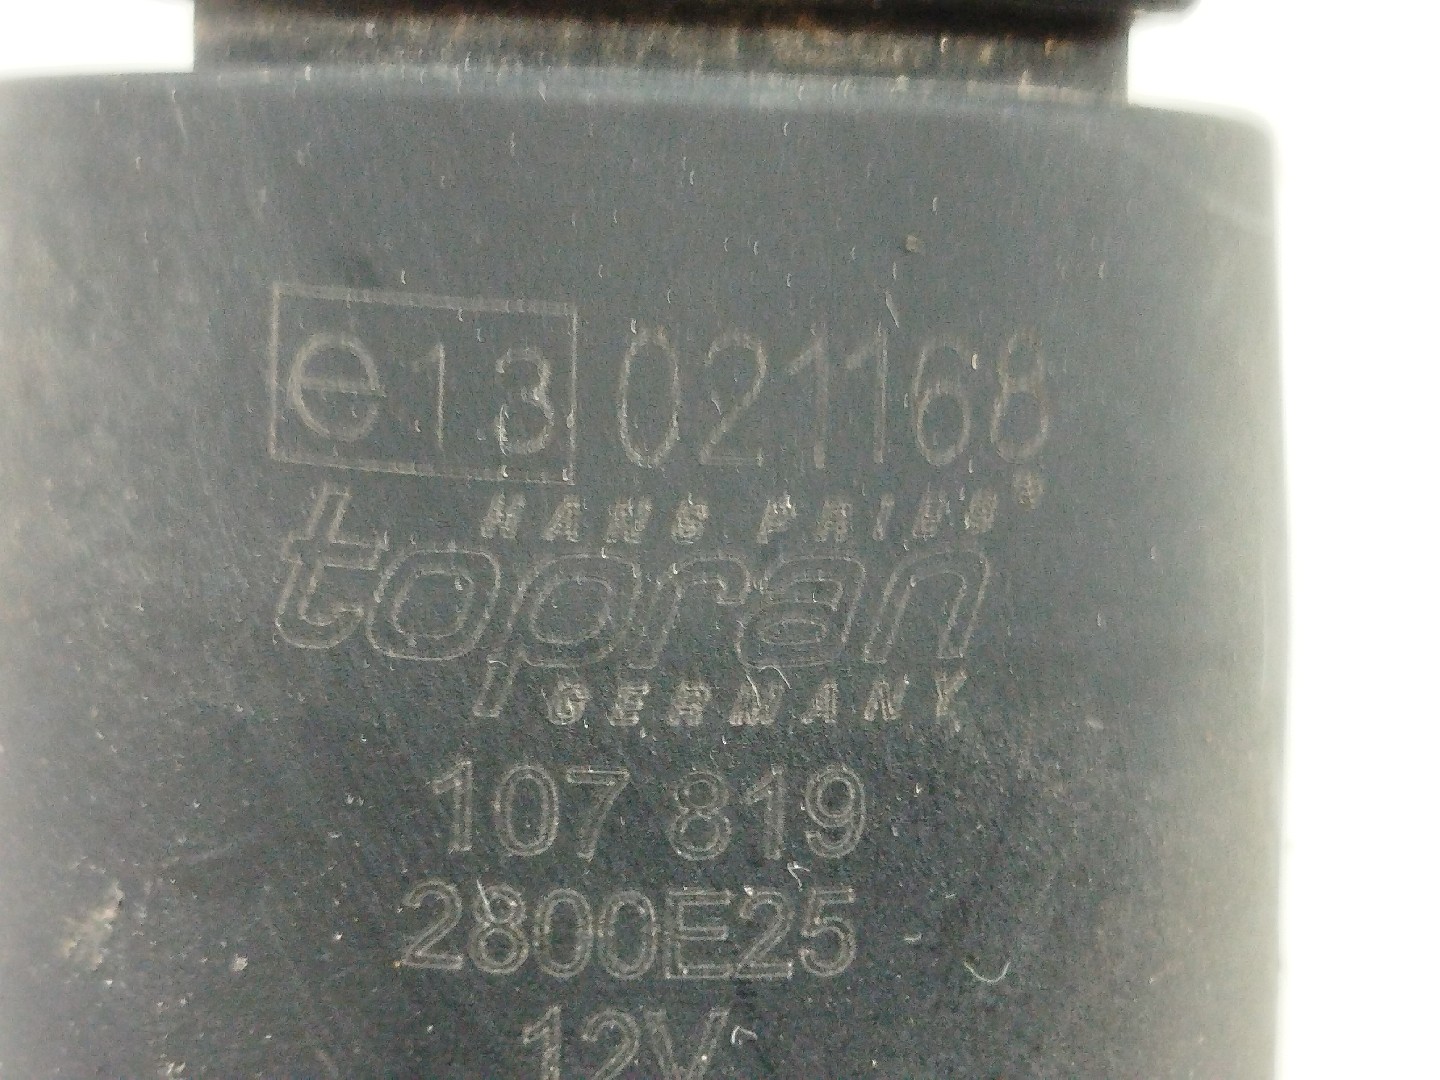 e13 021168
HANS PRIES®
topran
GERMANY
107 819
2800E25
12V